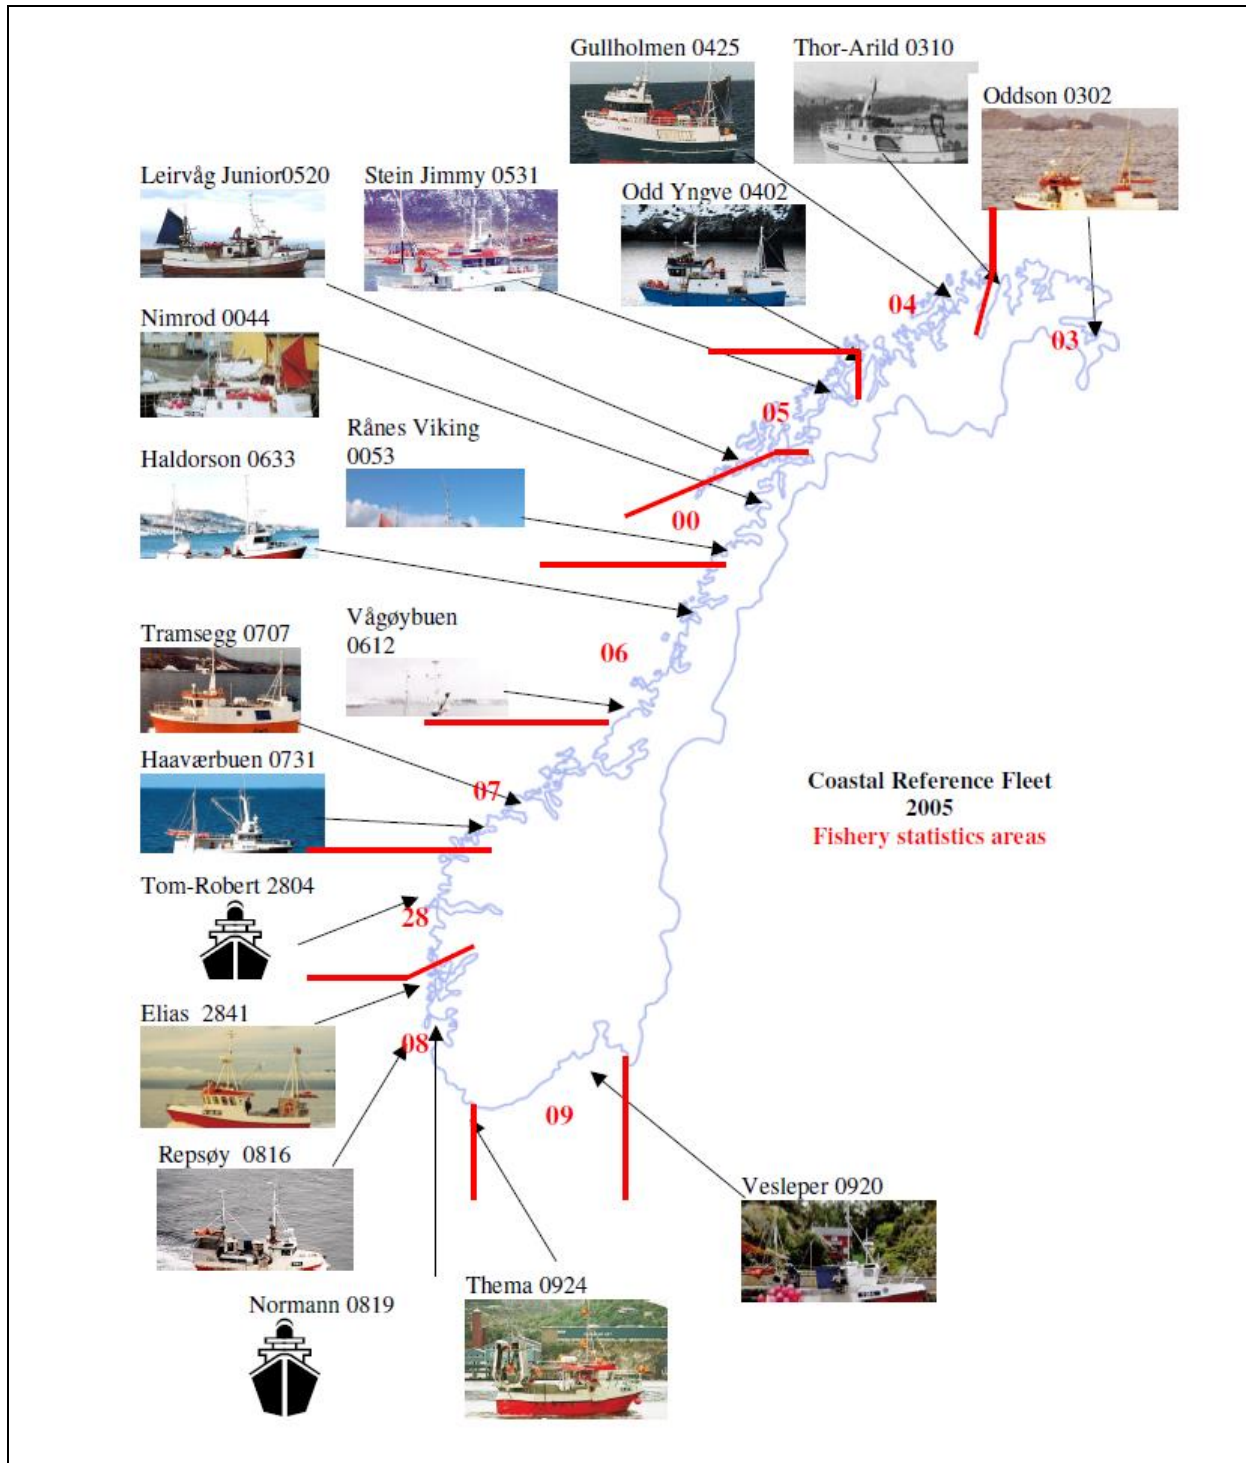 Gullholmen 0425
Thor-Arild 0310
Oddson 0302
Leirvåg Junior0520
Stein Jimmy 0531
Odd Yngve 0402
04
03
Nimrod 0044
05
Rånes Viking
0053
Haldorson 0633
00
Vågøybuen
0612
Tramsegg 0707
06
Haaværbuen 0731
07
Coastal Reference Fleet
2005
Fishery statistics areas
Tom-Robert 2804
28
Elias 2841
08
09
Repsøy 0816
Vesleper 0920
Normann 0819
Thema 0924